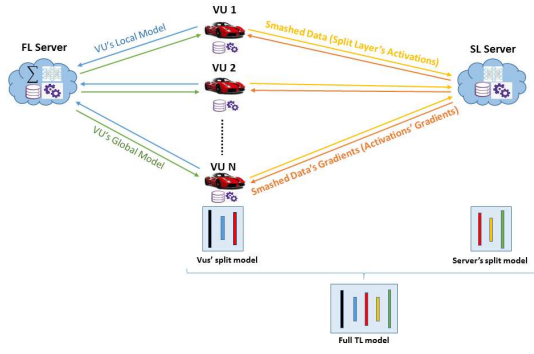 VU 1
FL Server
VU's Local Model
Smashed Data (Split Layer's Activations)
SL Server
Σ
VU 2
VU's Global Model
VU N
Smashed Data's Gradients (Activations' Gradients)
Vus' split model
Server's split model
Full TL model